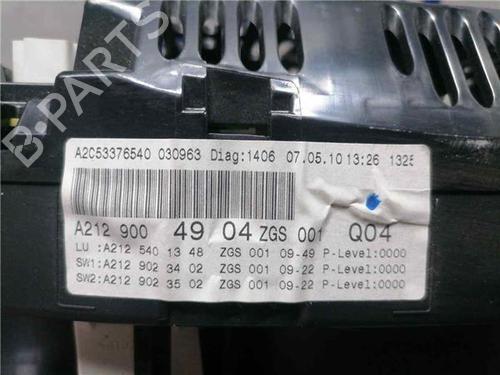 B-PARTS
A2C53376540 030963 Diag:1406 07.05.10 13:26 1325
A212 900 49 04 ZGS 001 Q04
LU :A212 540 13 48 ZGS 001 09-49 P-Level:0000
SW1:A212 902 34 02 ZGS 001 09-22 P-Level:0000
SW2:A212 902 35 02 ZGS 001 09-22 P-Level:0000